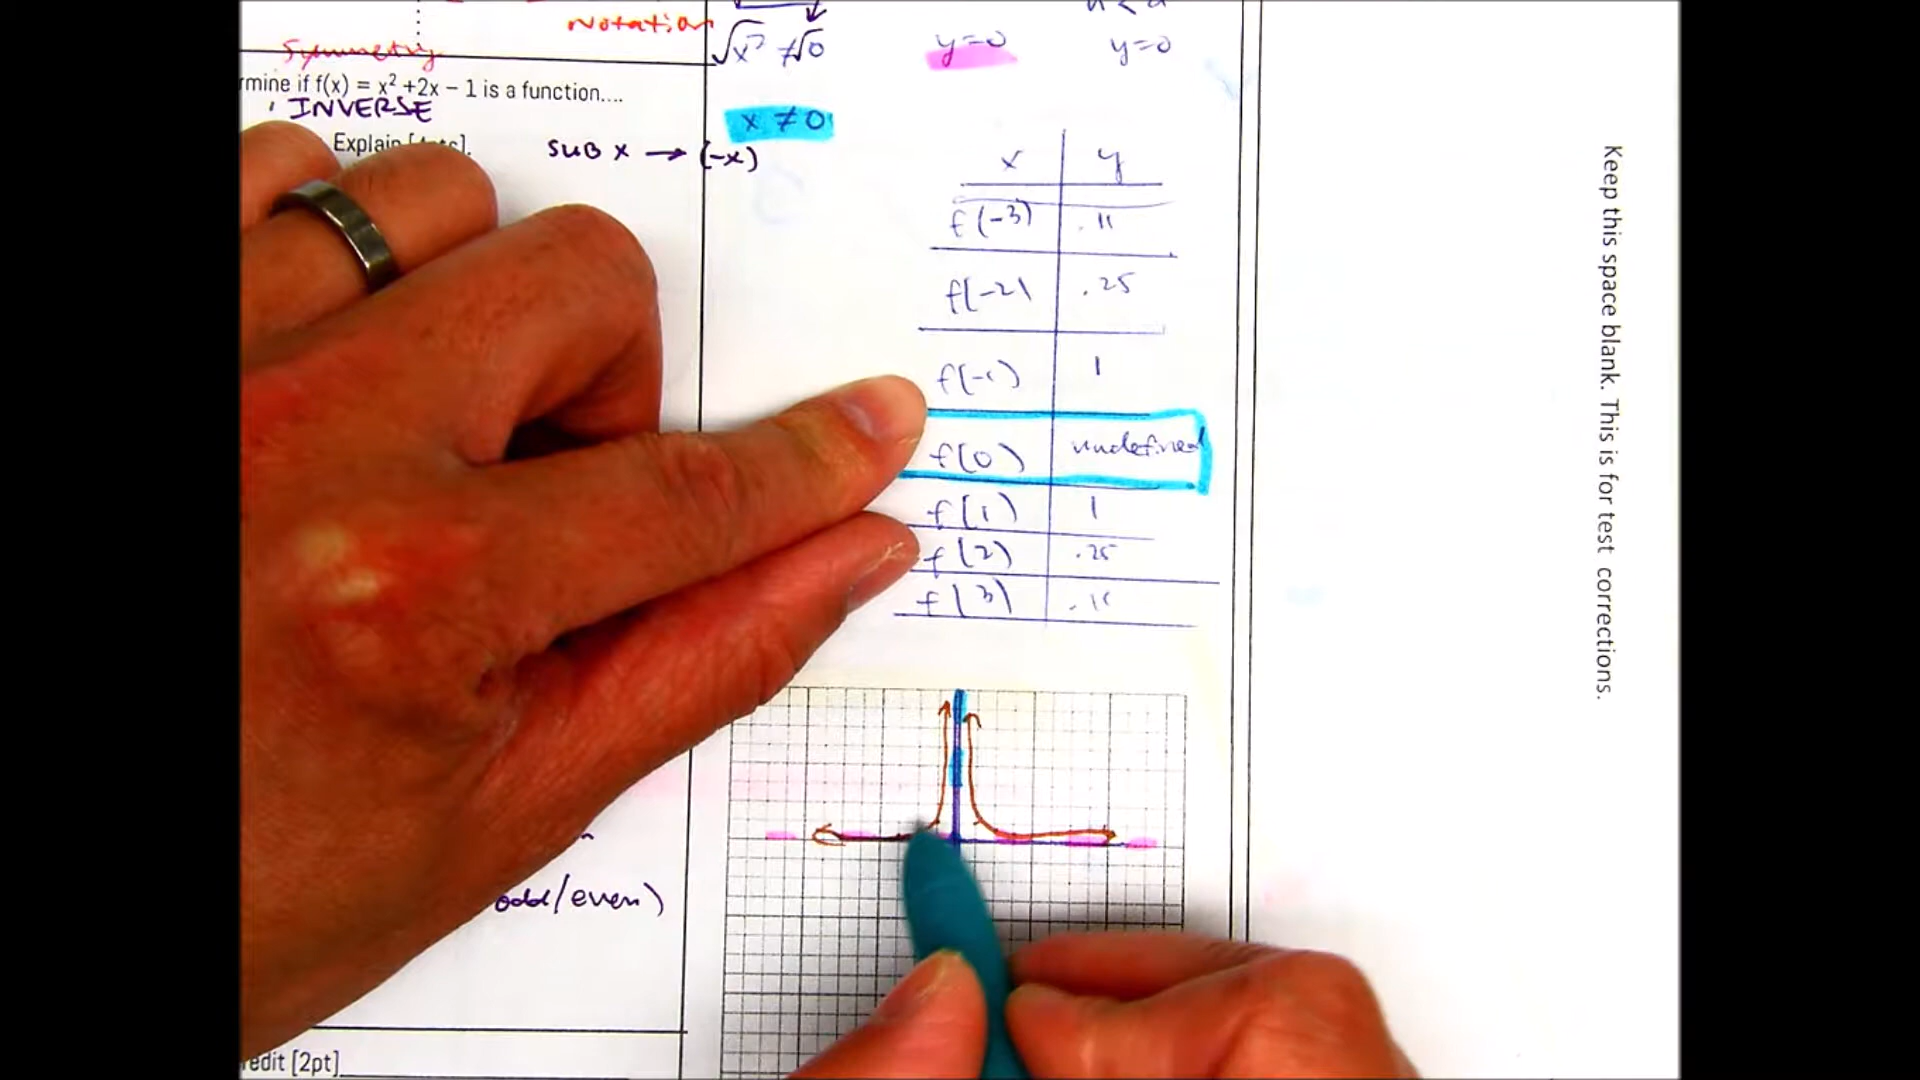 Notation
Symmetry
rmine if f(x) = x² +2x – 1 is a function....
INVERSE
Explain
sub x → (-x)
√x² ≠ √0
x ≠ 0
y=0
y=0
x y
f(-3) .11
f(-2) .25
f(-1) 1
f(0) undefined
f(1) 1
f(2) .25
f(3) .11
odd/even)
edit [2pt]
Keep this space blank. This is for test corrections.